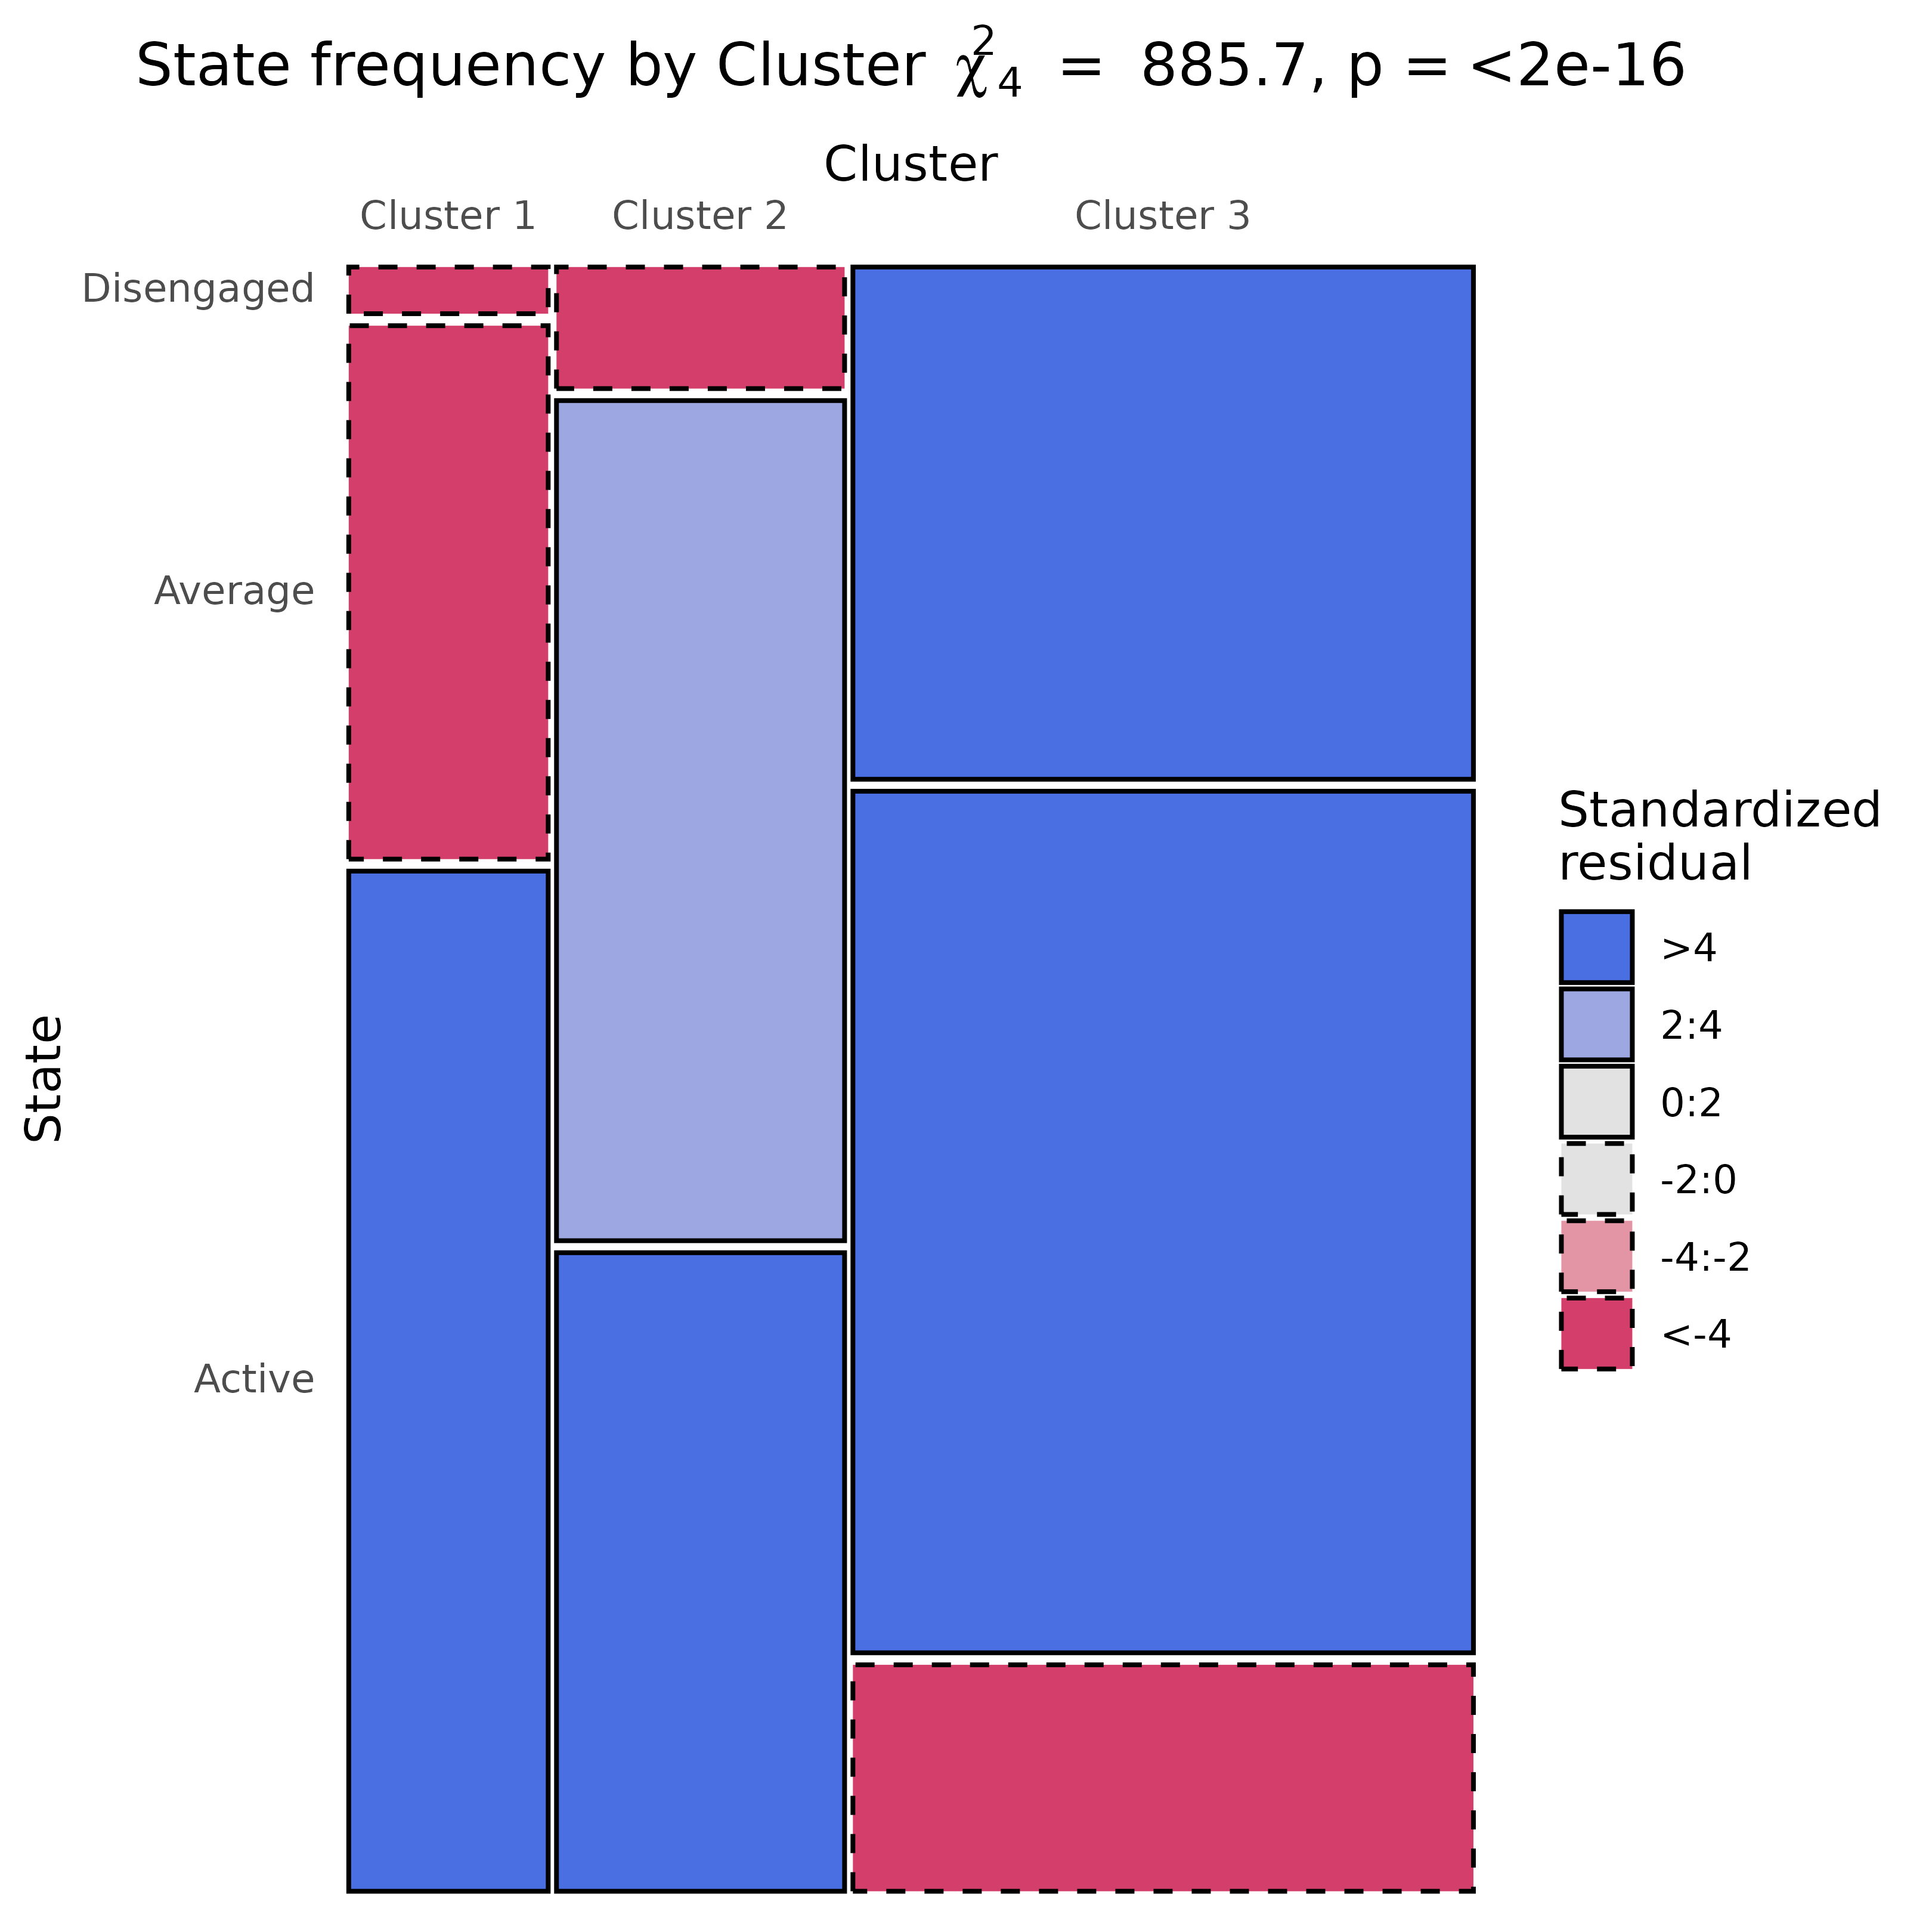 State frequency by Cluster χ²₄ = 885.7, p = <2e-16
Cluster
Cluster 1 Cluster 2 Cluster 3
Disengaged
Average
Active
State
Standardized
residual
>4
2:4
0:2
-2:0
-4:-2
<-4